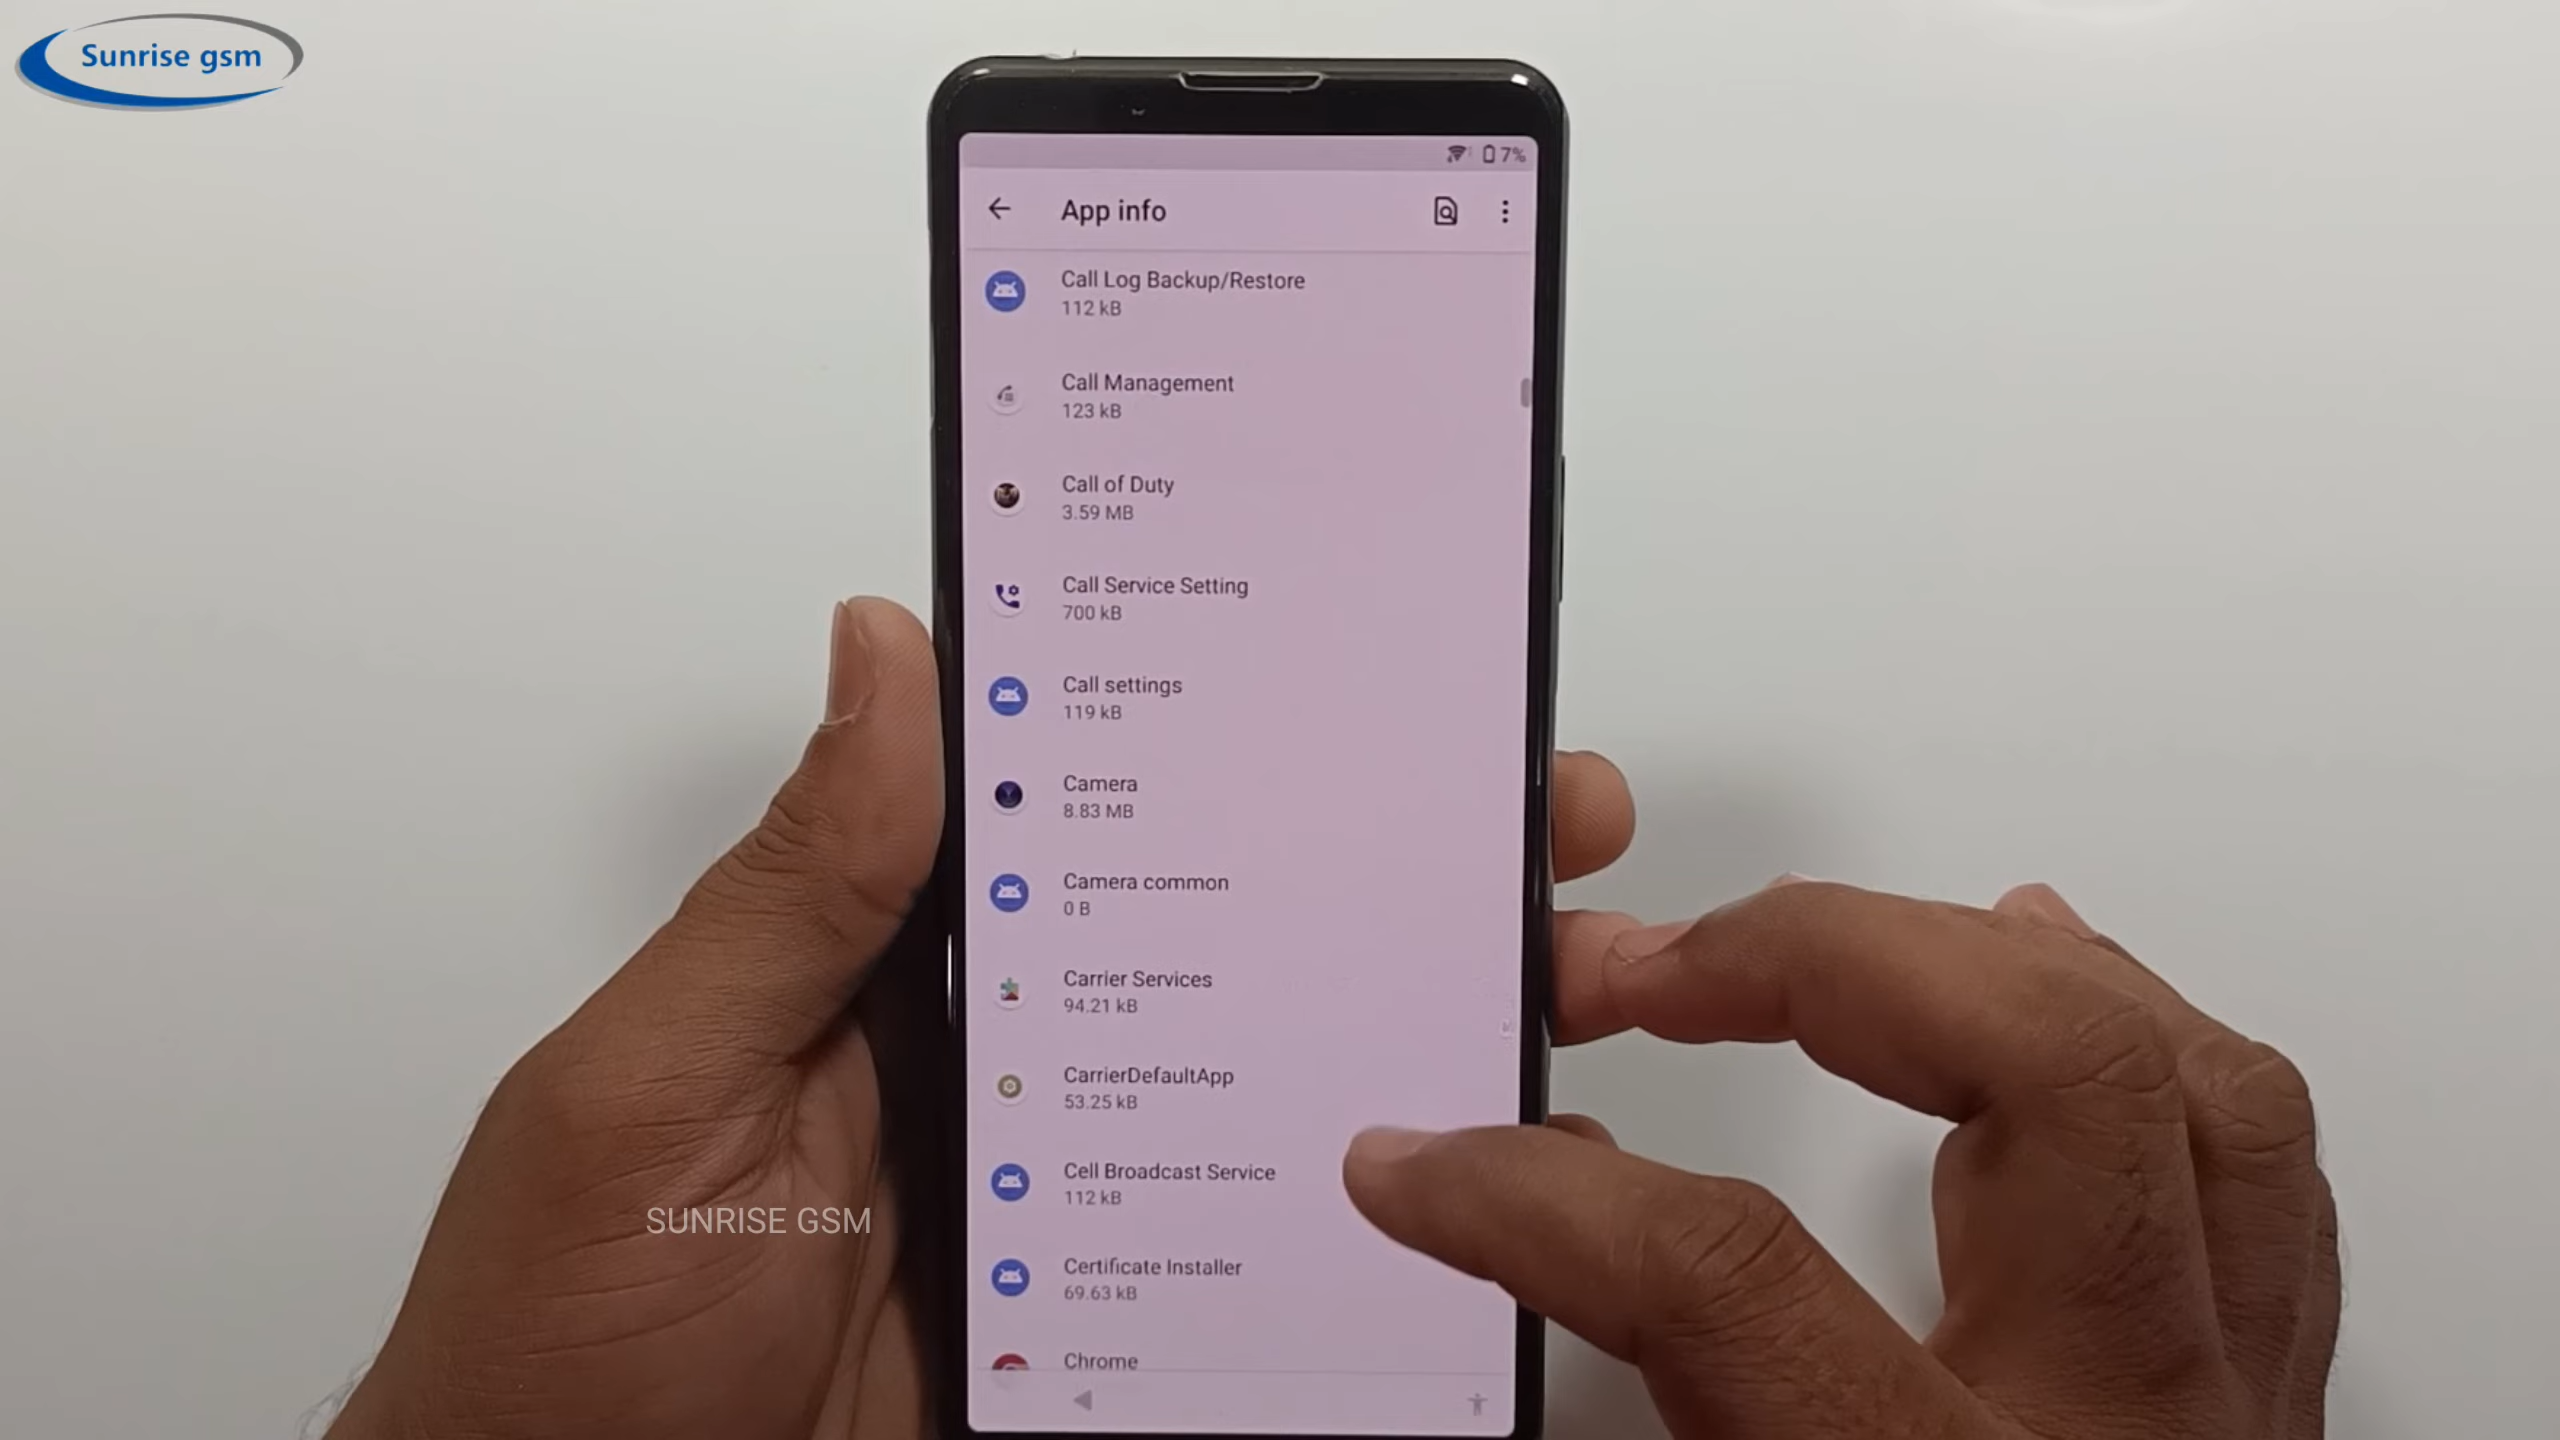 Sunrise gsm
7%
App info
Call Log Backup/Restore
112 kB
Call Management
123 kB
Call of Duty
3.59 MB
Call Service Setting
700 kB
Call settings
119 kB
Camera
8.83 MB
Camera common
0 B
Carrier Services
94.21 kB
CarrierDefaultApp
53.25 kB
Cell Broadcast Service
112 kB
SUNRISE GSM
Certificate Installer
69.63 kB
Chrome